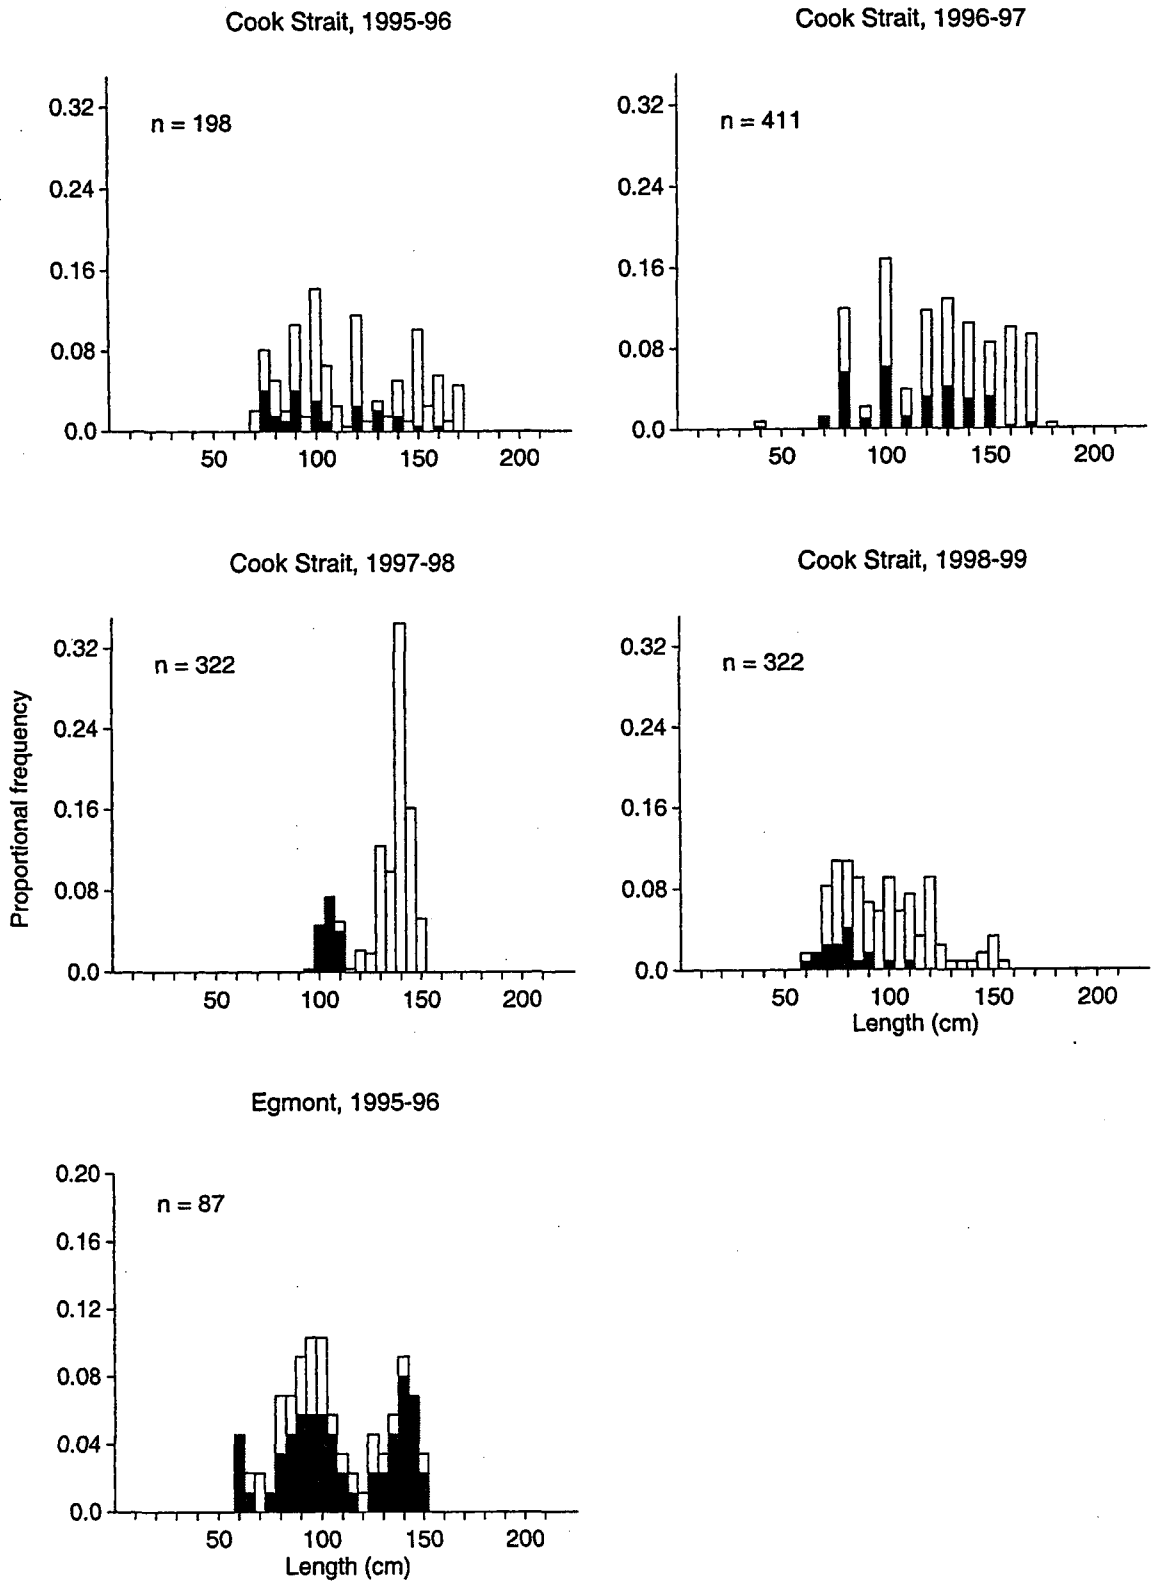 Cook Strait, 1995-96
0.32
0.24
0.16
0.08
0.0
n = 198
50 100 150 200
Cook Strait, 1996-97
0.32
0.24
0.16
0.08
0.0
n = 411
50 100 150 200
Proportional frequency
Cook Strait, 1997-98
0.32
0.24
0.16
0.08
0.0
n = 322
50 100 150 200
Cook Strait, 1998-99
0.32
0.24
0.16
0.08
0.0
n = 322
50 100 150 200
Length (cm)
Egmont, 1995-96
0.20
0.16
0.12
0.08
0.04
0.0
n = 87
50 100 150 200
Length (cm)